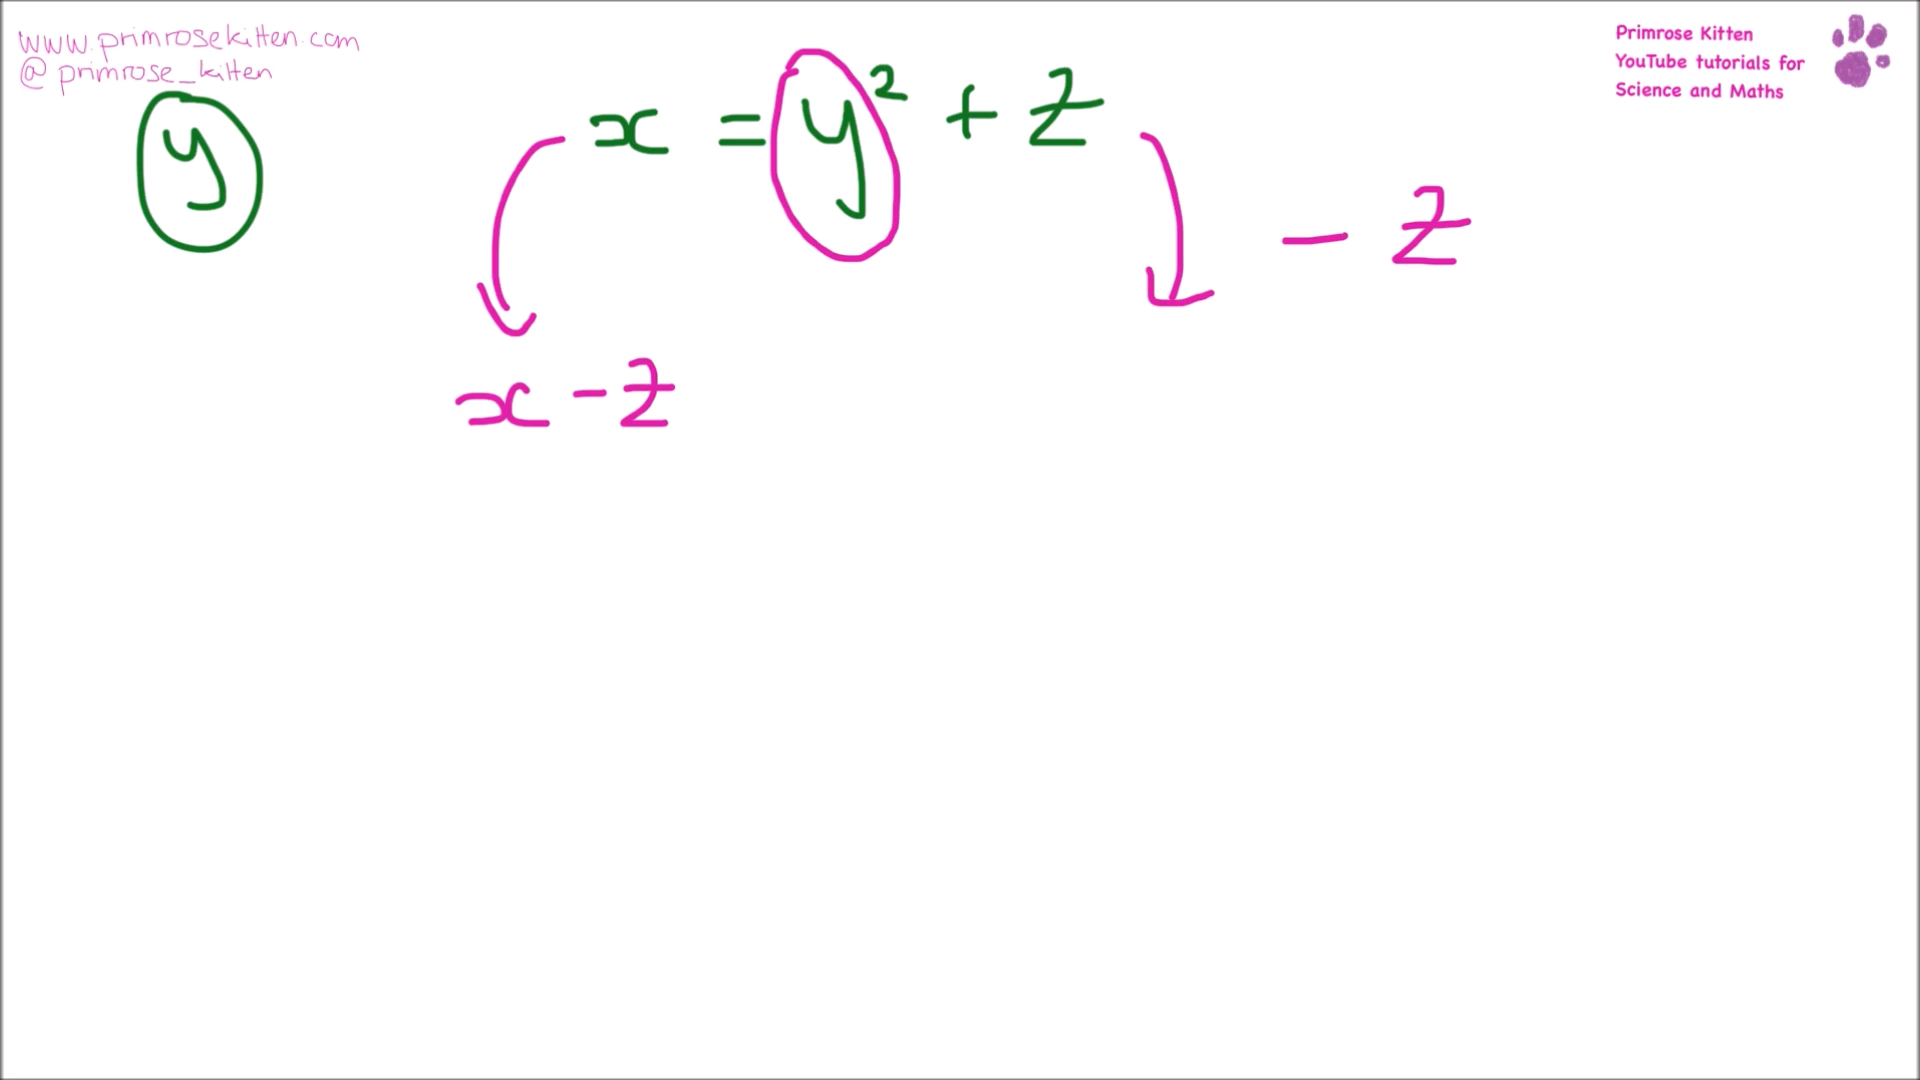 www.primrosekitten.com
@primrose_kitten
Primrose Kitten
YouTube tutorials for
Science and Maths
y
x = y² + z
- z
x - z